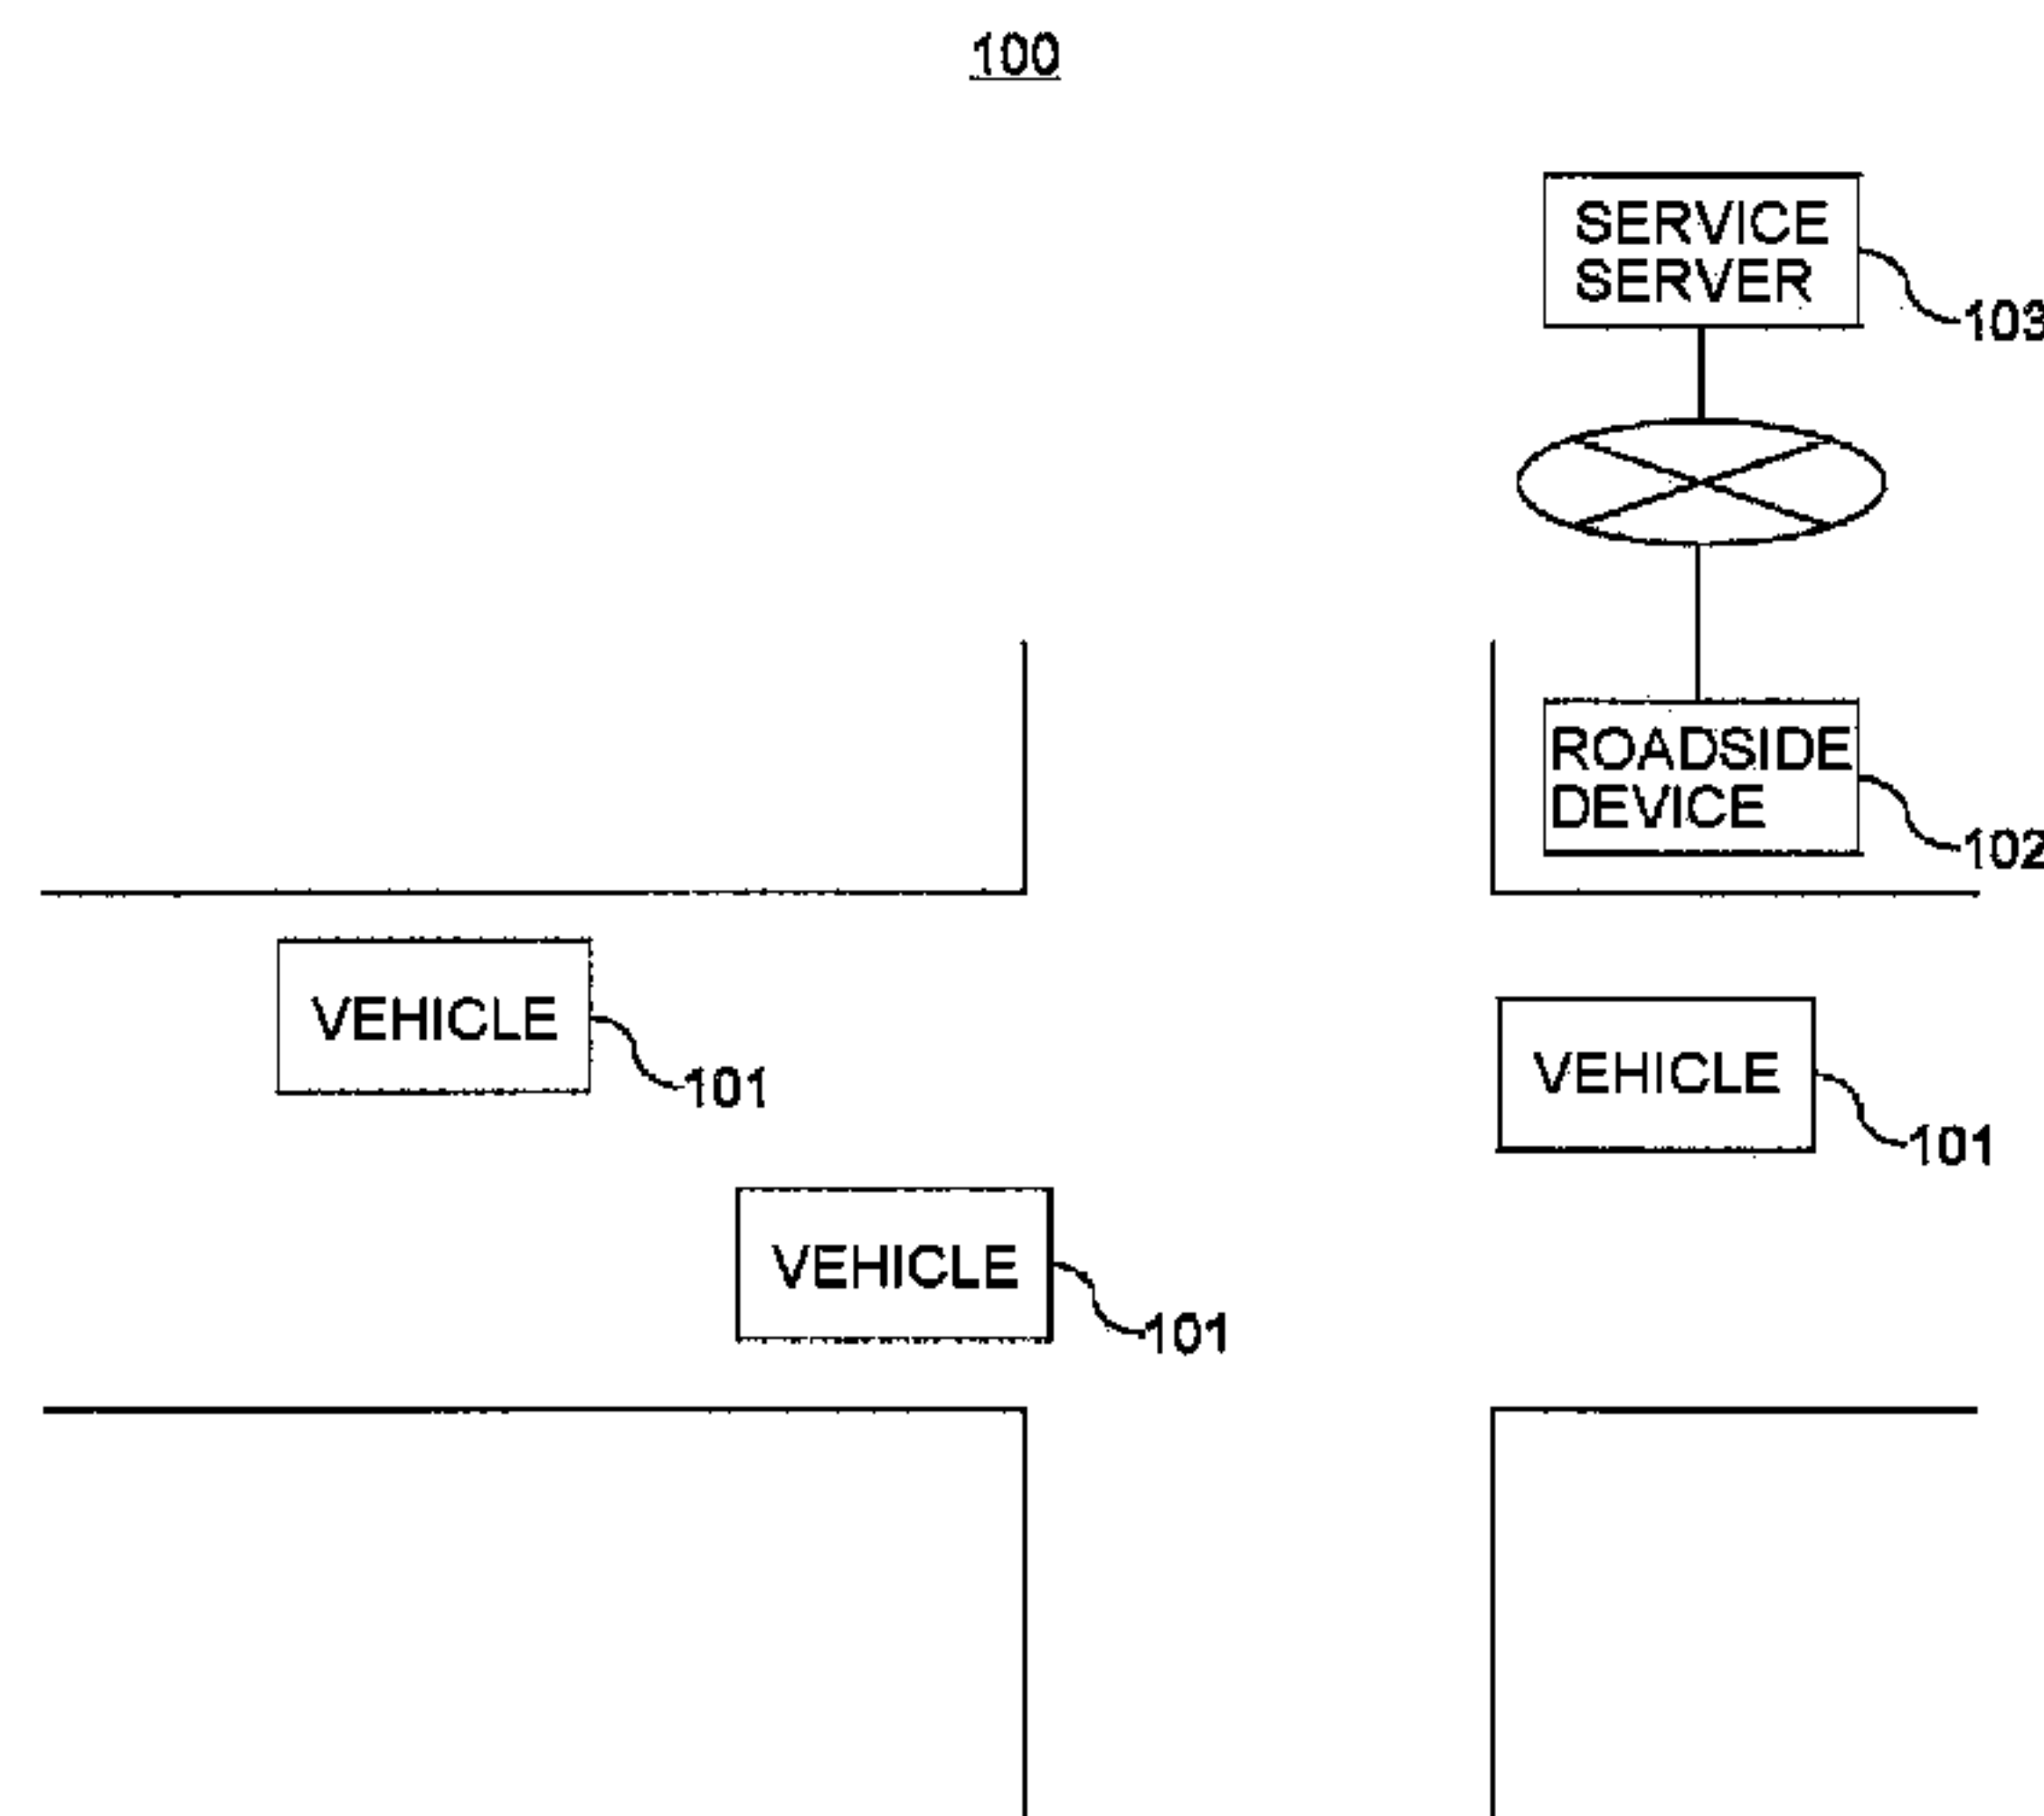 100
SERVICE
SERVER
103
ROADSIDE
DEVICE
102
VEHICLE
101
VEHICLE
101
VEHICLE
101